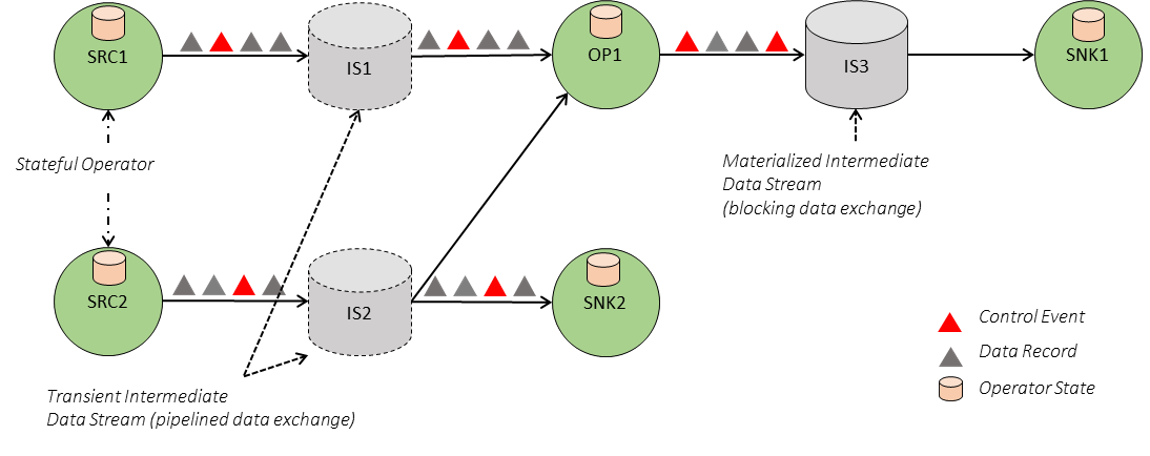 SRC1
IS1
OP1
IS3
SNK1
Stateful Operator
Materialized Intermediate
Data Stream
(blocking data exchange)
SRC2
IS2
SNK2
Control Event
Data Record
Operator State
Transient Intermediate
Data Stream (pipelined data exchange)